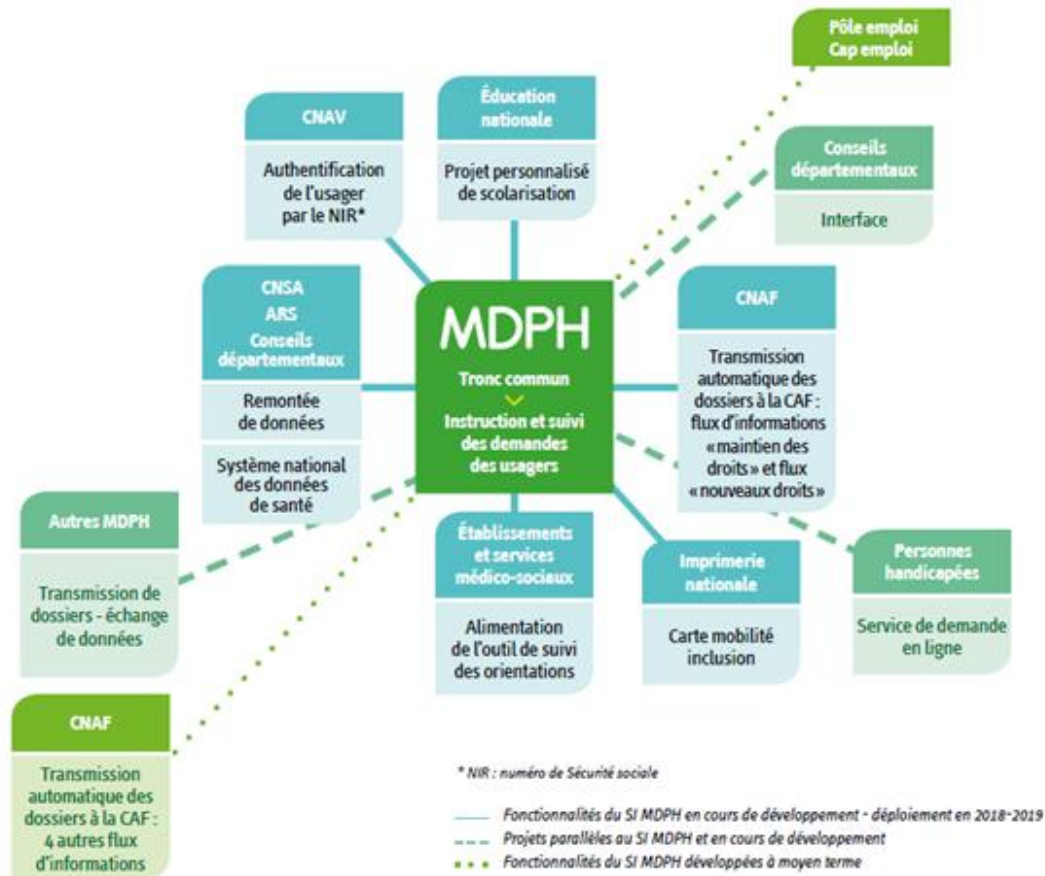 Pôle emploi
Cap emploi
CNAV
Authentification
de l'usager
par le NIR*
Éducation
nationale
Projet personnalisé
de scolarisation
Conseils
départementaux
Interface
CNSA
ARS
Conseils
départementaux
Remontée
de données
Système national
des données
de santé
MDPH
Tronc commun
Instruction et suivi
des demandes
des usagers
CNAF
Transmission
automatique des
dossiers à la CAF :
flux d'informations
« maintien des
droits » et flux
« nouveaux droits »
Autres MDPH
Transmission de
dossiers - échange
de données
Établissements
et services
médico-sociaux
Alimentation
de l'outil de suivi
des orientations
Imprimerie
nationale
Carte mobilité
inclusion
Personnes
handicapées
Service de demande
en ligne
CNAF
Transmission
automatique des
dossiers à la CAF :
4 autres flux
d'informations
* NIR : numéro de Sécurité sociale
Fonctionnalités du SI MDPH en cours de développement - déploiement en 2018-2019
Projets parallèles au SI MDPH et en cours de développement
Fonctionnalités du SI MDPH développées à moyen terme